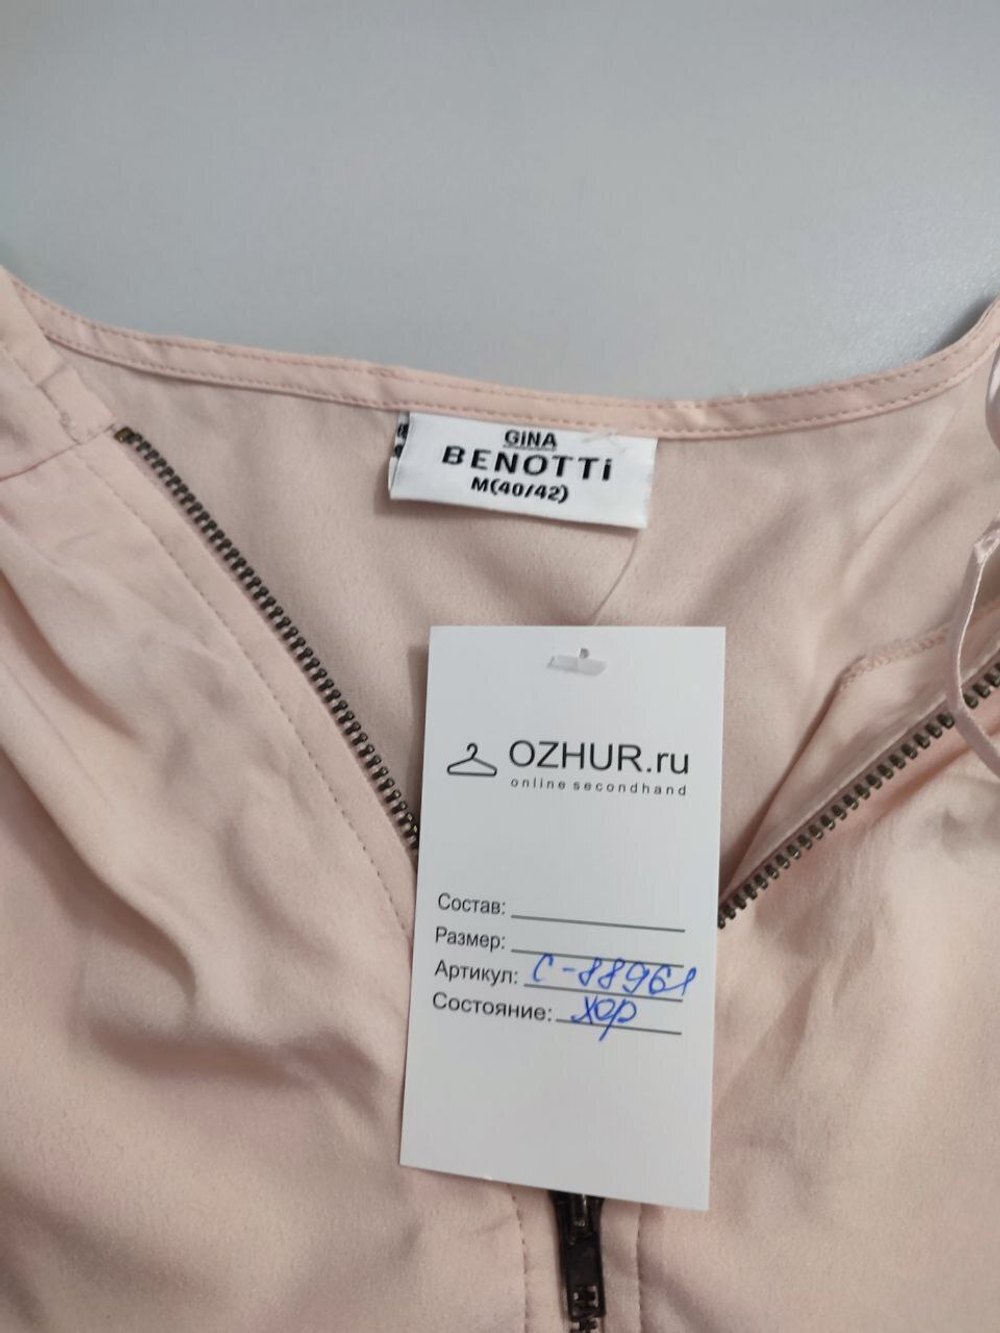 GiNA
BENOTTi
M(40/42)
OZHUR.ru
online secondhand
Состав:
Размер:
Артикул: С-88961
Состояние: хор